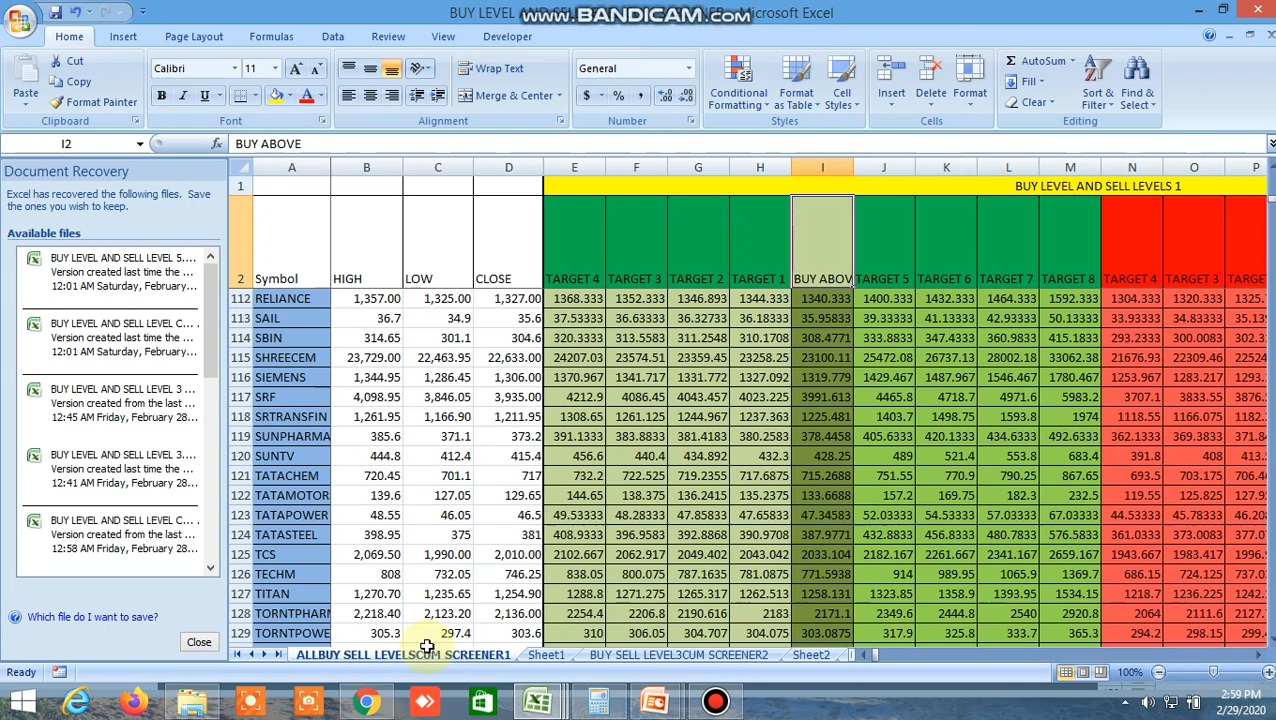 BUY LEVEL AND SELL LEVEL
www.BANDICAM.com
REENER - Microsoft Excel
Home Insert Page Layout Formulas Data Review View Developer
Paste
Cut
Copy
Format Painter
Clipboard
Calibri 11
B I U
A A
Font
Wrap Text
Merge & Center
Alignment
General
$ % ,
Number
Conditional Formatting
Format as Table
Cell Styles
Styles
Insert Delete Format
Cells
AutoSum
Fill
Clear
Sort & Filter
Find & Select
Editing
I2 fx BUY ABOVE
Document Recovery
Excel has recovered the following files. Save
the ones you wish to keep.
Available files
BUY LEVEL AND SELL LEVEL 5....
Version created last time the ...
12:01 AM Saturday, February ...
BUY LEVEL AND SELL LEVEL C...
Version created last time the ...
12:01 AM Saturday, February ...
BUY LEVEL AND SELL LEVEL 3 ...
Version created from the last ...
12:45 AM Friday, February 28...
BUY LEVEL AND SELL LEVEL 3....
Version created from the last ...
12:41 AM Friday, February 28...
BUY LEVEL AND SELL LEVEL C...
Version created from the last ...
12:58 AM Friday, February 28...
Which file do I want to save?
Close
A B C D E F G H I J K L M N O P
1 BUY LEVEL AND SELL LEVELS 1
2 Symbol HIGH LOW CLOSE TARGET 4 TARGET 3 TARGET 2 TARGET 1 BUY ABOV TARGET 5 TARGET 6 TARGET 7 TARGET 8 TARGET 4 TARGET 3 TARGET
112 RELIANCE 1,357.00 1,325.00 1,327.00 1368.333 1352.333 1346.893 1344.333 1340.333 1400.333 1432.333 1464.333 1592.333 1304.333 1320.333 1325.
113 SAIL 36.7 34.9 35.6 37.53333 36.63333 36.32733 36.18333 35.95833 39.33333 41.13333 42.93333 50.13333 33.93333 34.83333 35.139
114 SBIN 314.65 301.1 304.6 320.3333 313.5583 311.2548 310.1708 308.4771 333.8833 347.4333 360.9833 415.1833 293.2333 300.0083
115 SHREECEM 23,729.00 22,463.95 22,633.00 24207.03 23574.51 23359.45 23258.25 23100.11 25472.08 26737.13 28002.18 33062.38 21676.93 22309.46 22524
116 SIEMENS 1,344.95 1,286.45 1,306.00 1370.967 1341.717 1331.772 1327.092 1319.779 1429.467 1487.967 1546.467 1780.467 1253.967 1283.217 1293.
117 SRF 4,098.95 3,846.05 3,935.00 4212.9 4086.45 4043.457 4023.225 3991.613 4465.8 4718.7 4971.6 5983.2 3707.1 3833.55 3876.
118 SRTRANSFIN 1,261.95 1,166.90 1,211.95 1308.65 1261.125 1244.967 1237.363 1225.481 1403.7 1498.75 1593.8 1974 1118.55 1166.075 1182.
119 SUNPHARMA 385.6 371.1 373.2 391.1333 383.8833 381.4183 380.2583 378.4458 405.6333 420.1333 434.6333 492.6333 362.1333 369.3833 371.8
120 SUNTV 444.8 412.4 415.4 456.6 440.4 434.892 432.3 428.25 489 521.4 553.8 683.4 391.8 408 413.
121 TATACHEM 720.45 701.1 717 732.2 722.525 719.2355 717.6875 715.2688 751.55 770.9 790.25 867.65 693.5 703.175 706.4
122 TATAMOTOR 139.6 127.05 129.65 144.65 138.375 136.2415 135.2375 133.6688 157.2 169.75 182.3 232.5 119.55 125.825 127.9
123 TATAPOWER 48.55 46.05 46.5 49.53333 48.28333 47.85833 47.65833 47.34583 52.03333 54.53333 57.03333 67.03333 44.53333 45.78333 46.208
124 TATASTEEL 398.95 375 381 408.9333 396.9583 392.8868 390.9708 387.9771 432.8833 456.8333 480.7833 576.5833 361.0333 373.0083
125 TCS 2,069.50 1,990.00 2,010.00 2102.667 2062.917 2049.402 2043.042 2033.104 2182.167 2261.667 2341.167 2659.167 1943.667 1983.417 1996.
126 TECHM 808 732.05 746.25 838.05 800.075 787.1635 781.0875 771.5938 914 989.95 1065.9 1369.7 686.15 724.125 737.0
127 TITAN 1,270.70 1,235.65 1,254.90 1288.8 1271.275 1265.317 1262.513 1258.131 1323.85 1358.9 1393.95 1534.15 1218.7 1236.225 1242.
128 TORNTPHAR 2,218.40 2,123.20 2,136.00 2254.4 2206.8 2190.616 2183 2171.1 2349.6 2444.8 2540 2920.8 2064 2111.6 2127.
129 TORNTPOWE 305.3 297.4 303.6 310 306.05 304.707 304.075 303.0875 317.9 325.8 333.7 365.3 294.2 298.15 299.
ALLBUY SELL LEVELSCUM SCREENER1 Sheet1 BUY SELL LEVEL3CUM SCREENER2 Sheet2
Ready 100%
2:59 PM
2/29/2020